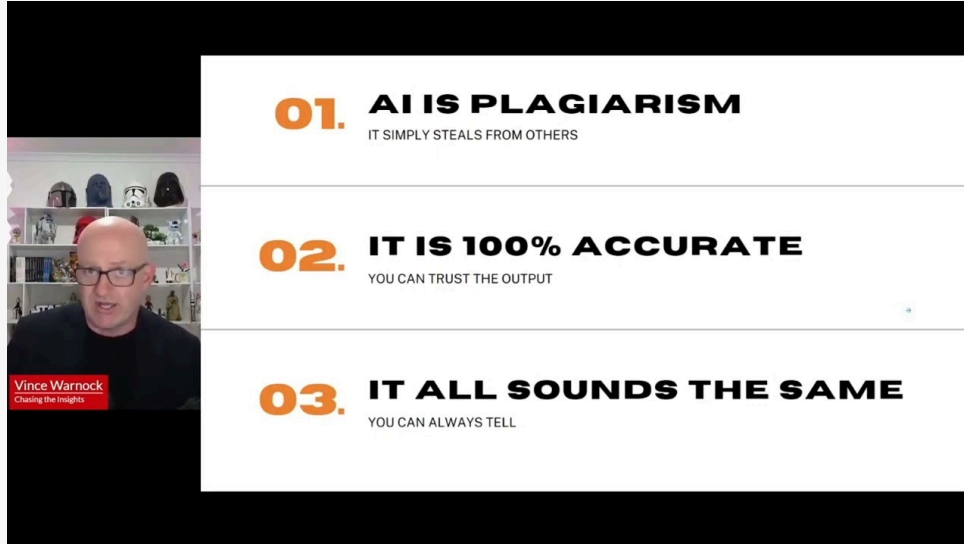 01. AI IS PLAGIARISM
IT SIMPLY STEALS FROM OTHERS
02. IT IS 100% ACCURATE
YOU CAN TRUST THE OUTPUT
03. IT ALL SOUNDS THE SAME
YOU CAN ALWAYS TELL
Vince Warnock
Chasing the Insights